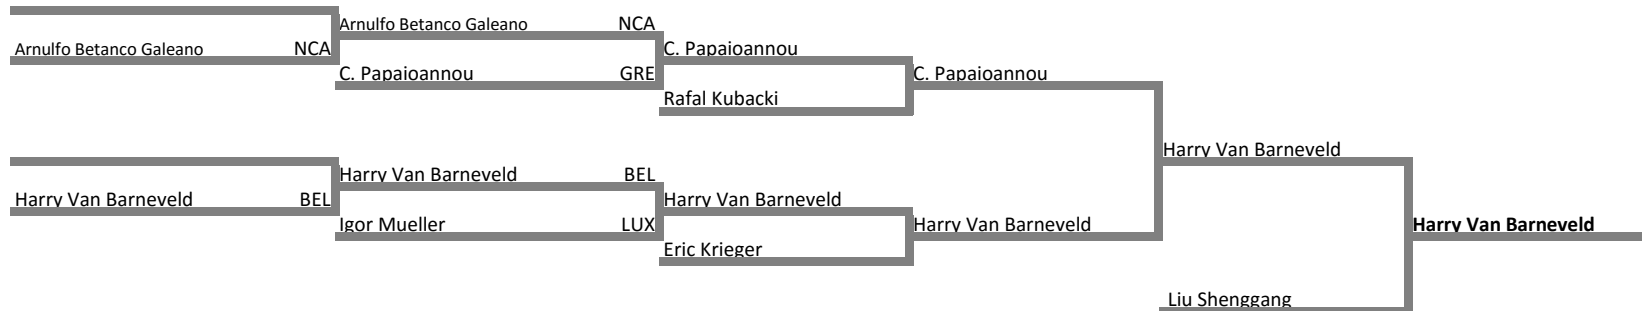 Arnulfo Betanco Galeano NCA
Arnulfo Betanco Galeano NCA
C. Papaioannou GRE
C. Papaioannou
Rafal Kubacki
C. Papaioannou
Harry Van Barneveld BEL
Harry Van Barneveld BEL
Igor Mueller LUX
Harry Van Barneveld
Eric Krieger
Harry Van Barneveld
Harry Van Barneveld
Liu Shenggang
Harry Van Barneveld